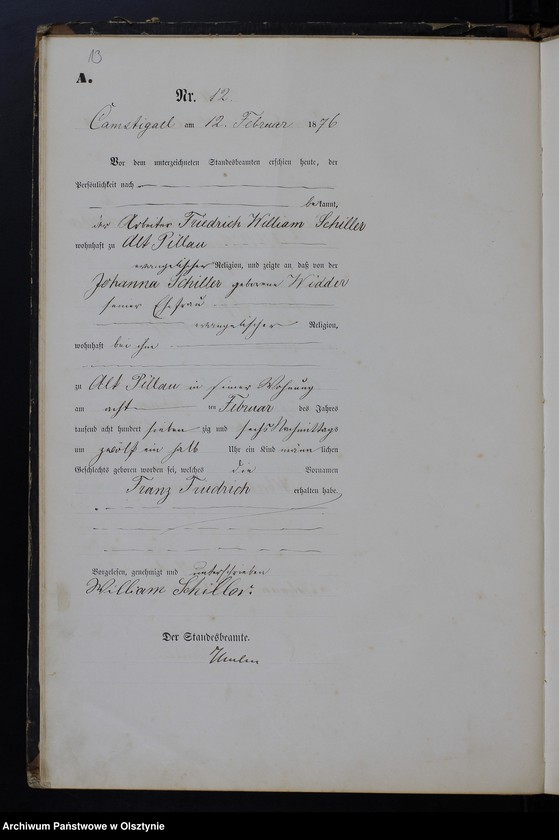 13
A.
Nr. 12.
Camstigall am 12. Februar 1876
Vor dem unterzeichneten Standesbeamten erschien heute, der
Persönlichkeit nach
bekannt,
der Arbeiter Friedrich William Schiller
wohnhaft zu Alt Pillau
evangelischer Religion, und zeigte an, daß von der
Johanna Schiller geborene Widder
seiner Ehefrau
evangelischer Religion,
wohnhaft bei ihm
zu Alt Pillau in seiner Wohnung
am acht ten Februar des Jahres
tausend acht hundert sieben zig und sechs Nachmittags
um zwölf ein halb Uhr ein Kind männ lichen
Geschlechts geboren worden sei, welches die Vornamen
Franz Friedrich erhalten habe.
Vorgelesen, genehmigt und unterschrieben
William Schiller.
Der Standesbeamte.
Archiwum Państwowe w Olsztynie